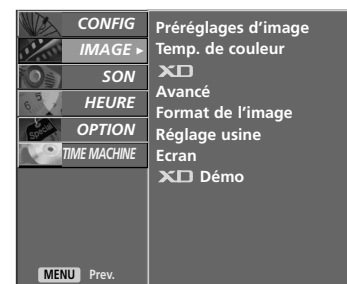 CONFIG
IMAGE ►
SON
HEURE
OPTION
TIME MACHINE
Préréglages d'image
Temp. de couleur
XD
Avancé
Format de l'image
Réglage usine
Ecran
XD Démo
MENU Prev.